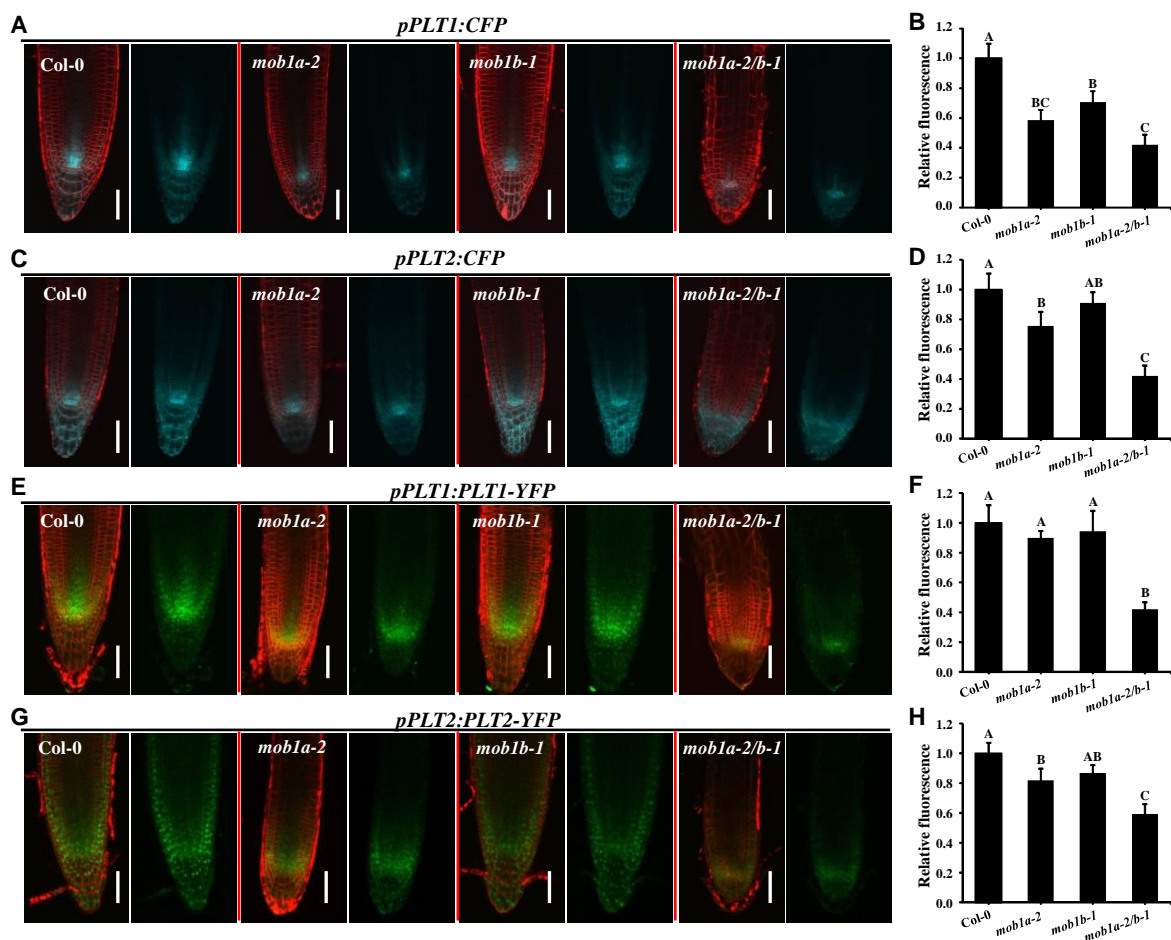 A
pPLT1:CFP
Col-0
mob1a-2
mob1b-1
mob1a-2/b-1
B
Relative fluorescence
1.2
1.0
0.8
0.6
0.4
0.2
0.0
A
BC
B
C
Col-0
mob1a-2
mob1b-1
mob1a-2/b-1
C
pPLT2:CFP
Col-0
mob1a-2
mob1b-1
mob1a-2/b-1
D
Relative fluorescence
1.2
1.0
0.8
0.6
0.4
0.2
0.0
A
B
AB
C
Col-0
mob1a-2
mob1b-1
mob1a-2/b-1
E
pPLT1:PLT1-YFP
Col-0
mob1a-2
mob1b-1
mob1a-2/b-1
F
Relative fluorescence
1.2
1.0
0.8
0.6
0.4
0.2
0.0
A
A
A
B
Col-0
mob1a-2
mob1b-1
mob1a-2/b-1
G
pPLT2:PLT2-YFP
Col-0
mob1a-2
mob1b-1
mob1a-2/b-1
H
Relative fluorescence
1.2
1.0
0.8
0.6
0.4
0.2
0.0
A
B
AB
C
Col-0
mob1a-2
mob1b-1
mob1a-2/b-1